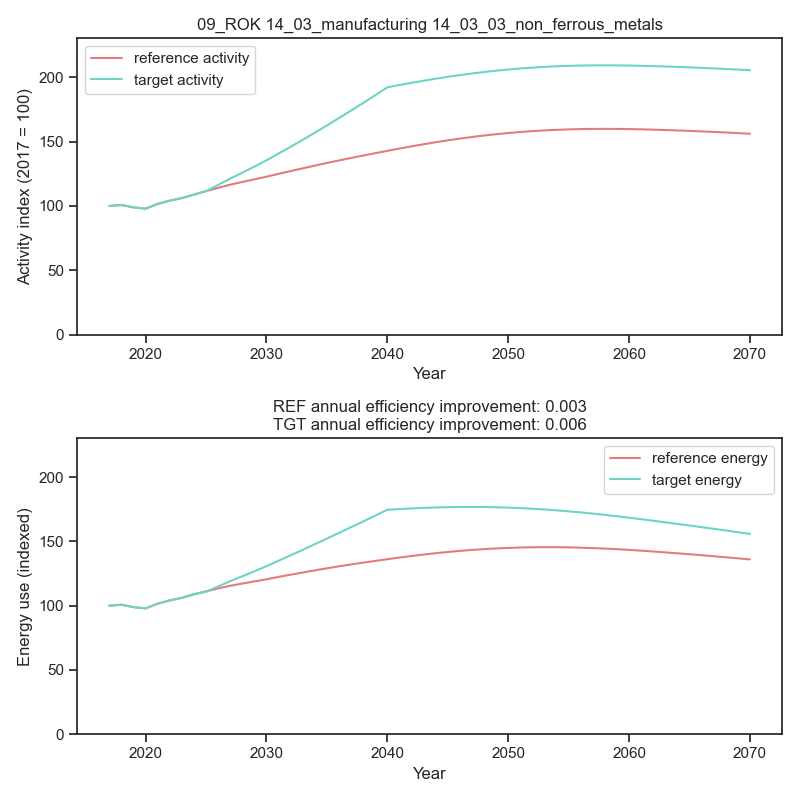 09_ROK 14_03_manufacturing 14_03_03_non_ferrous_metals
reference activity
target activity
Activity index (2017 = 100)
200
150
100
50
0
2020 2030 2040 2050 2060 2070
Year
REF annual efficiency improvement: 0.003
TGT annual efficiency improvement: 0.006
reference energy
target energy
Energy use (indexed)
200
150
100
50
0
2020 2030 2040 2050 2060 2070
Year